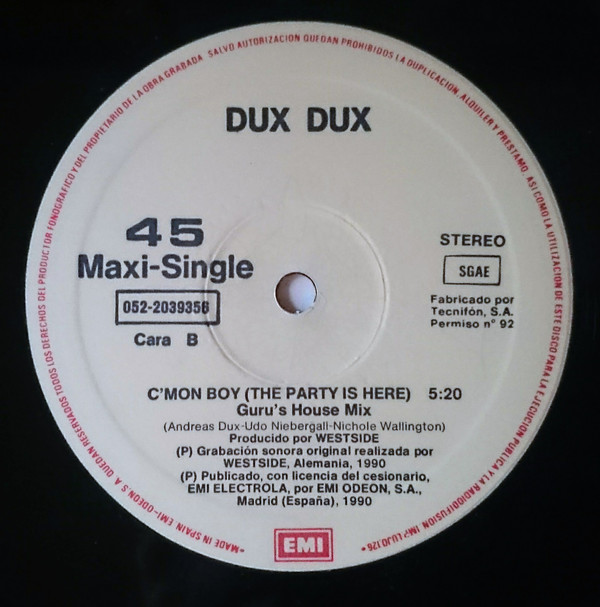 DUX DUX
45
Maxi-Single
052-2039356
Cara B
STEREO
SGAE
Fabricado por
Tecnifón, S.A.
Permiso nº 92
C'MON BOY (THE PARTY IS HERE) 5:20
Guru's House Mix
(Andreas Dux-Udo Niebergall-Nichole Wallington)
Producido por WESTSIDE
(P) Grabación sonora original realizada por
WESTSIDE, Alemania, 1990
(P) Publicado, con licencia del cesionario,
EMI ELECTROLA, por EMI ODEON, S.A.,
Madrid (España), 1990
EMI
•MADE IN SPAIN EMI-ODEON S.A. QUEDAN RESERVADOS TODOS LOS DERECHOS DEL PRODUCTOR FONOGRAFICO Y DEL PROPIETARIO DE LA OBRA GRABADA SALVO AUTORIZACION QUEDAN PROHIBIDOS LA DUPLICACION, ALQUILER Y PRESTAMO, ASI COMO LA UTILIZACION DE ESTE DISCO PARA LA EJECUCION PUBLICA Y LA RADIODIFUSION IMP. LUJO,126•